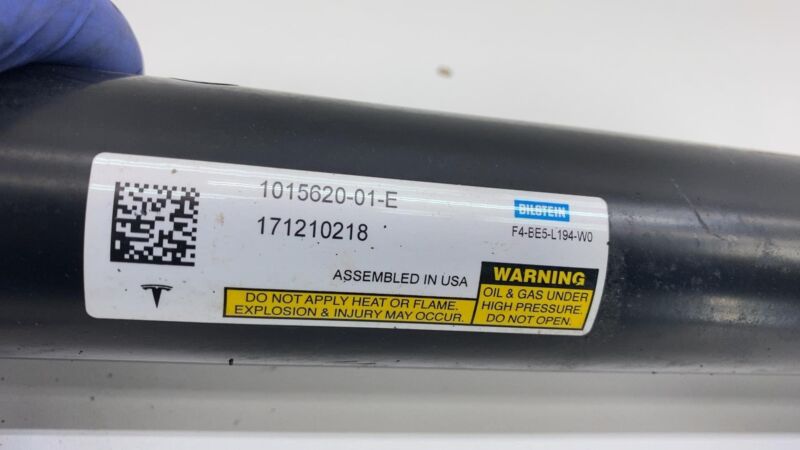 1015620-01-E
171210218
BILSTEIN
F4-BE5-L194-W0
ASSEMBLED IN USA
DO NOT APPLY HEAT OR FLAME.
EXPLOSION & INJURY MAY OCCUR.
WARNING
OIL & GAS UNDER
HIGH PRESSURE.
DO NOT OPEN.